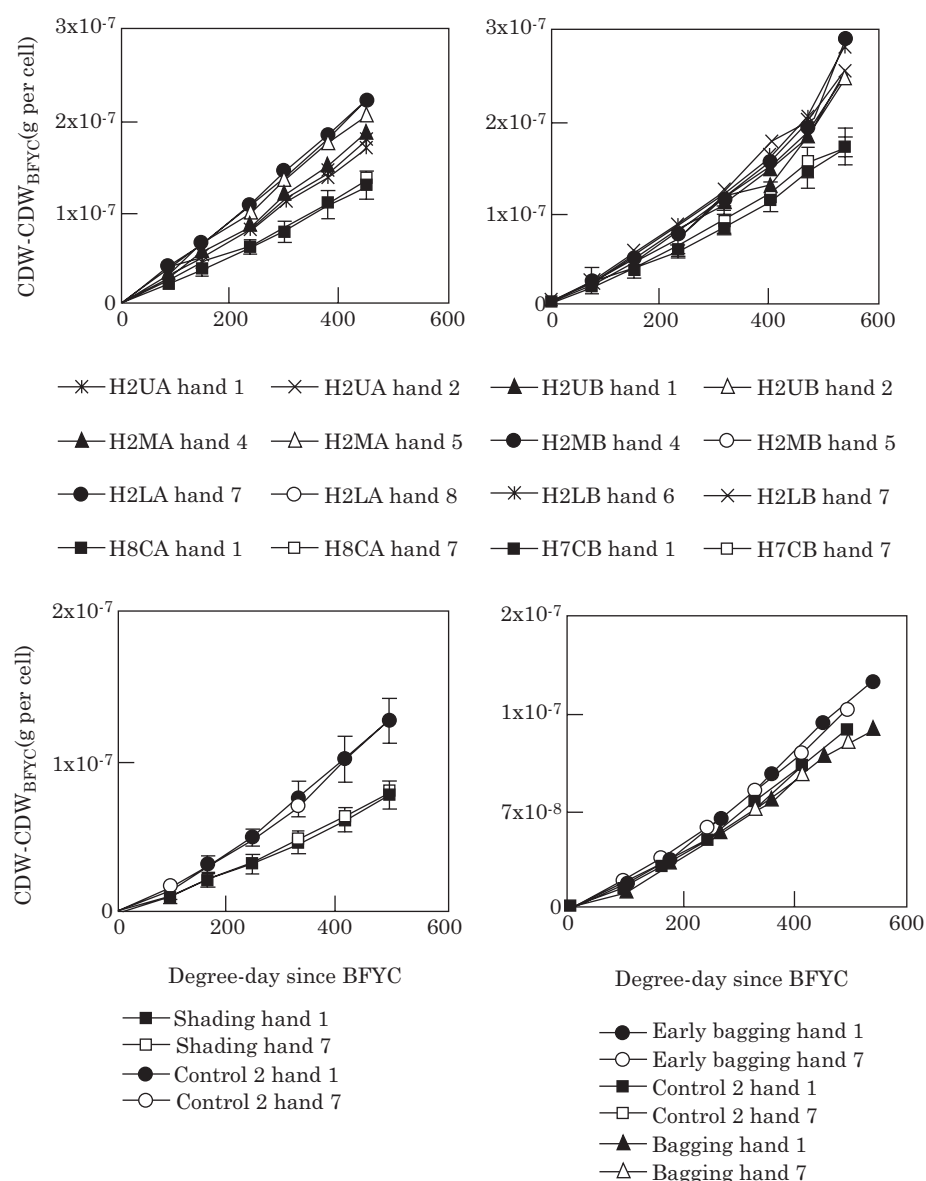 3x10-7
2x10-7
1x10-7
0
0 200 400 600
CDW-CDWBFYC(g per cell)
3x10-7
2x10-7
1x10-7
0
0 200 400 600
H2UA hand 1 H2UA hand 2 H2UB hand 1 H2UB hand 2
H2MA hand 4 H2MA hand 5 H2MB hand 4 H2MB hand 5
H2LA hand 7 H2LA hand 8 H2LB hand 6 H2LB hand 7
H8CA hand 1 H8CA hand 7 H7CB hand 1 H7CB hand 7
2x10-7
1x10-7
0
0 200 400 600
CDW-CDWBFYC(g per cell)
Degree-day since BFYC
Shading hand 1
Shading hand 7
Control 2 hand 1
Control 2 hand 7
2x10-7
1x10-7
7x10-8
0
0 200 400 600
Degree-day since BFYC
Early bagging hand 1
Early bagging hand 7
Control 2 hand 1
Control 2 hand 7
Bagging hand 1
Bagging hand 7